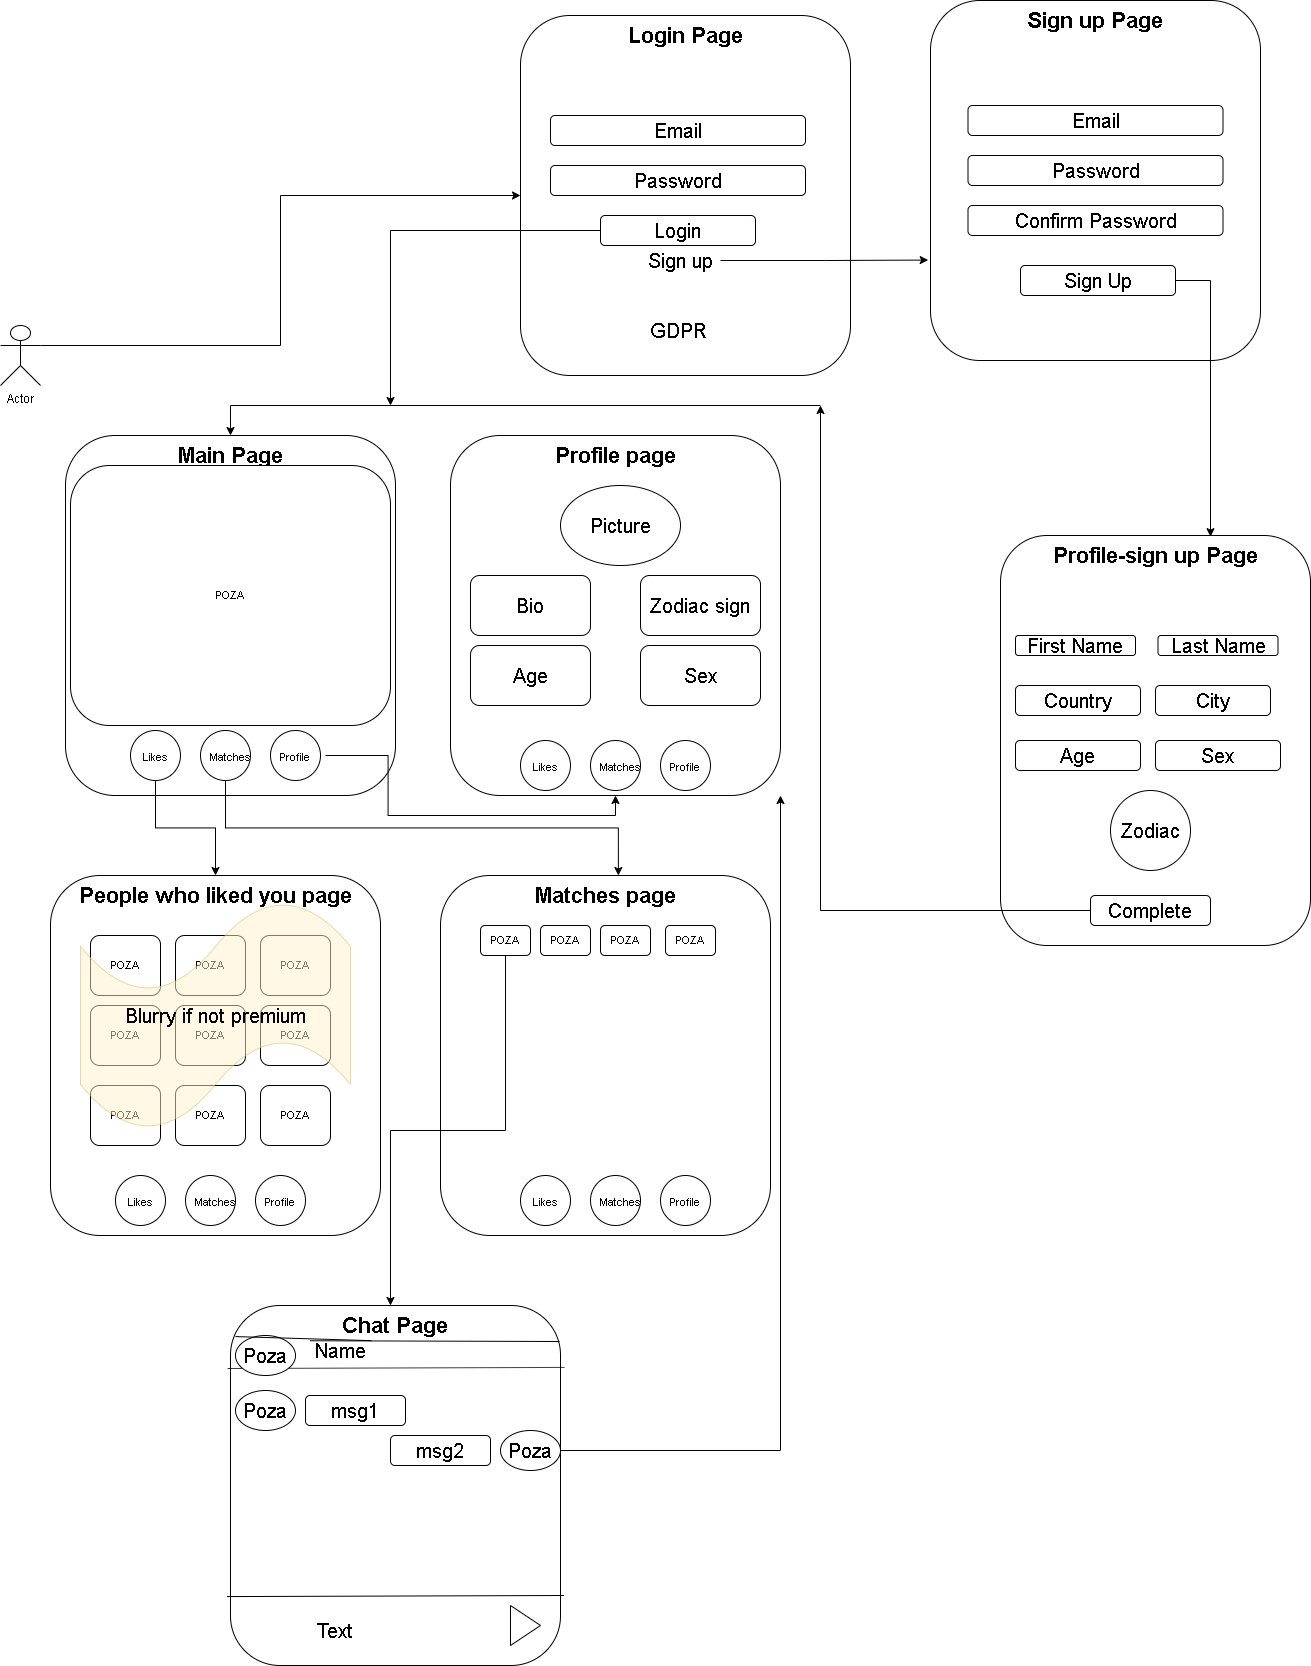 Login Page
Email
Password
Login
Sign up
GDPR
Sign up Page
Email
Password
Confirm Password
Sign Up
Actor
Main Page
POZA
Likes
Matches
Profile
Profile page
Picture
Bio
Zodiac sign
Age
Sex
Likes
Matches
Profile
Profile-sign up Page
First Name
Last Name
Country
City
Age
Sex
Zodiac
Complete
People who liked you page
POZA
POZA
POZA
Blurry if not premium
POZA
POZA
POZA
POZA
POZA
POZA
Likes
Matches
Profile
Matches page
POZA
POZA
POZA
POZA
Likes
Matches
Profile
Chat Page
Poza
Name
Poza
msg1
msg2
Poza
Text